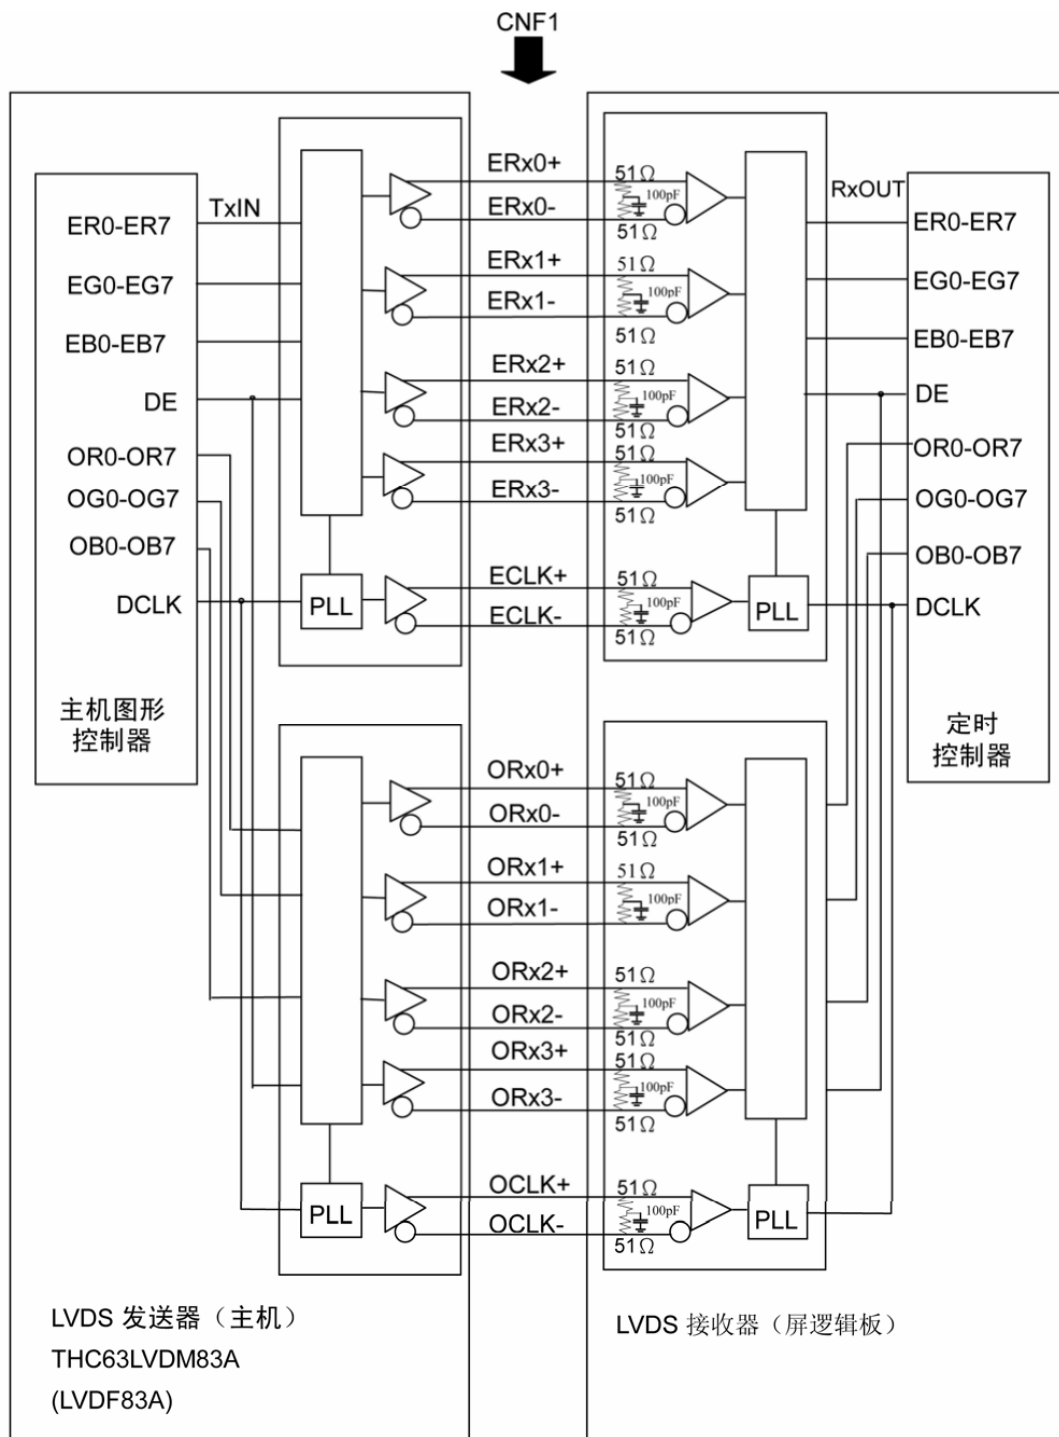 CNF1
TxIN
ER0-ER7
EG0-EG7
EB0-EB7
DE
OR0-OR7
OG0-OG7
OB0-OB7
DCLK
主机图形
控制器
PLL
ERx0+
ERx0-
ERx1+
ERx1-
ERx2+
ERx2-
ERx3+
ERx3-
ECLK+
ECLK-
51Ω
100pF
51Ω
51Ω
100pF
51Ω
51Ω
100pF
51Ω
51Ω
100pF
51Ω
51Ω
100pF
51Ω
PLL
RxOUT
ER0-ER7
EG0-EG7
EB0-EB7
DE
OR0-OR7
OG0-OG7
OB0-OB7
DCLK
定时
控制器
PLL
ORx0+
ORx0-
ORx1+
ORx1-
ORx2+
ORx2-
ORx3+
ORx3-
OCLK+
OCLK-
51Ω
100pF
51Ω
51Ω
100pF
51Ω
100pF
51Ω
51Ω
51Ω
100pF
51Ω
51Ω
100pF
51Ω
PLL
LVDS 发送器（主机）
THC63LVDM83A
(LVDF83A)
LVDS 接收器（屏逻辑板）